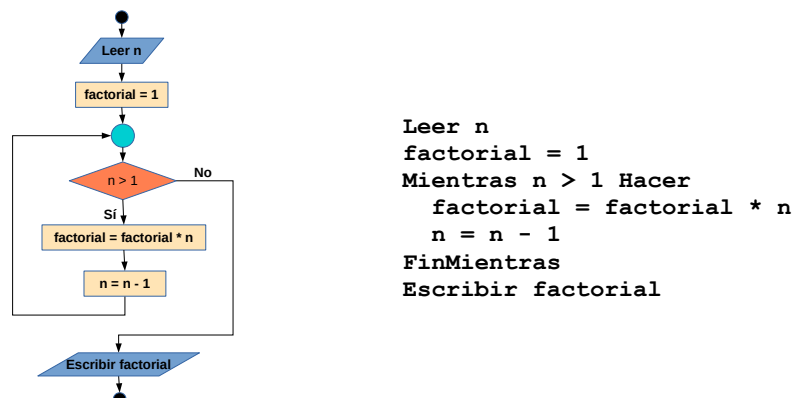 Leer n
factorial = 1
n > 1
No
Sí
factorial = factorial * n
n = n - 1
Escribir factorial
Leer n
factorial = 1
Mientras n > 1 Hacer
factorial = factorial * n
n = n - 1
FinMientras
Escribir factorial